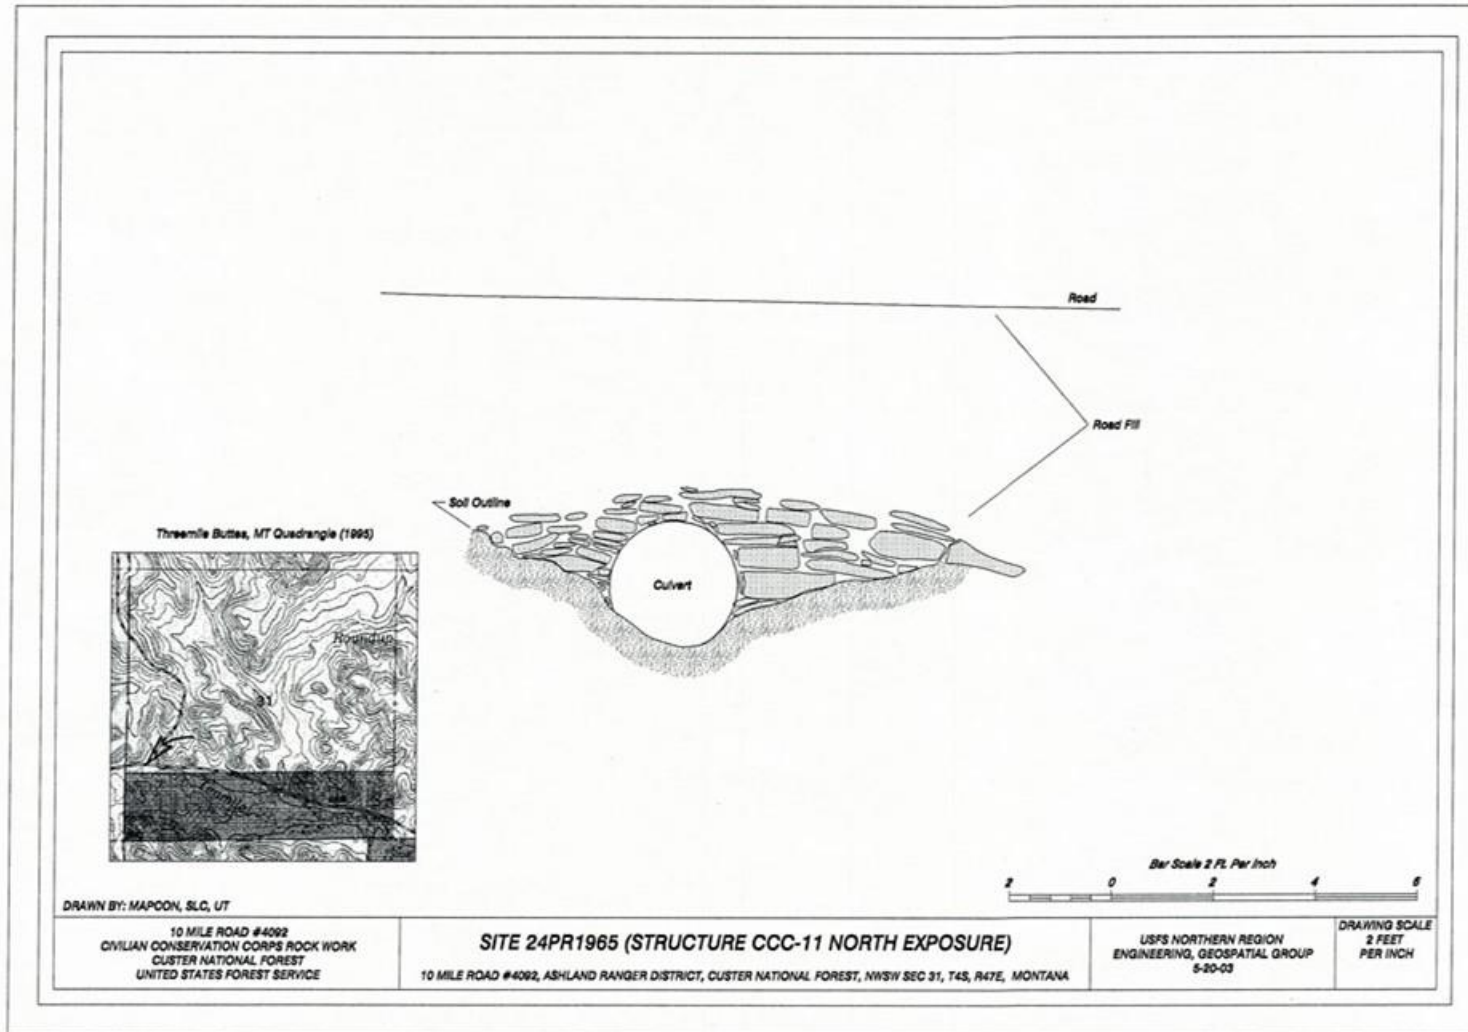 Road
Road Fill
Soil Outline
Culvert
Threemile Buttes, MT Quadrangle (1995)
Roundup
31
Tenmile
Bar Scale 2 Ft. Per Inch
2 0 2 4 6
DRAWN BY: MAPCON, SLC, UT
10 MILE ROAD #4092
CIVILIAN CONSERVATION CORPS ROCK WORK
CUSTER NATIONAL FOREST
UNITED STATES FOREST SERVICE
SITE 24PR1965 (STRUCTURE CCC-11 NORTH EXPOSURE)
10 MILE ROAD #4092, ASHLAND RANGER DISTRICT, CUSTER NATIONAL FOREST, NWSW SEC 31, T4S, R47E, MONTANA
USFS NORTHERN REGION
ENGINEERING, GEOSPATIAL GROUP
5-20-03
DRAWING SCALE
2 FEET
PER INCH